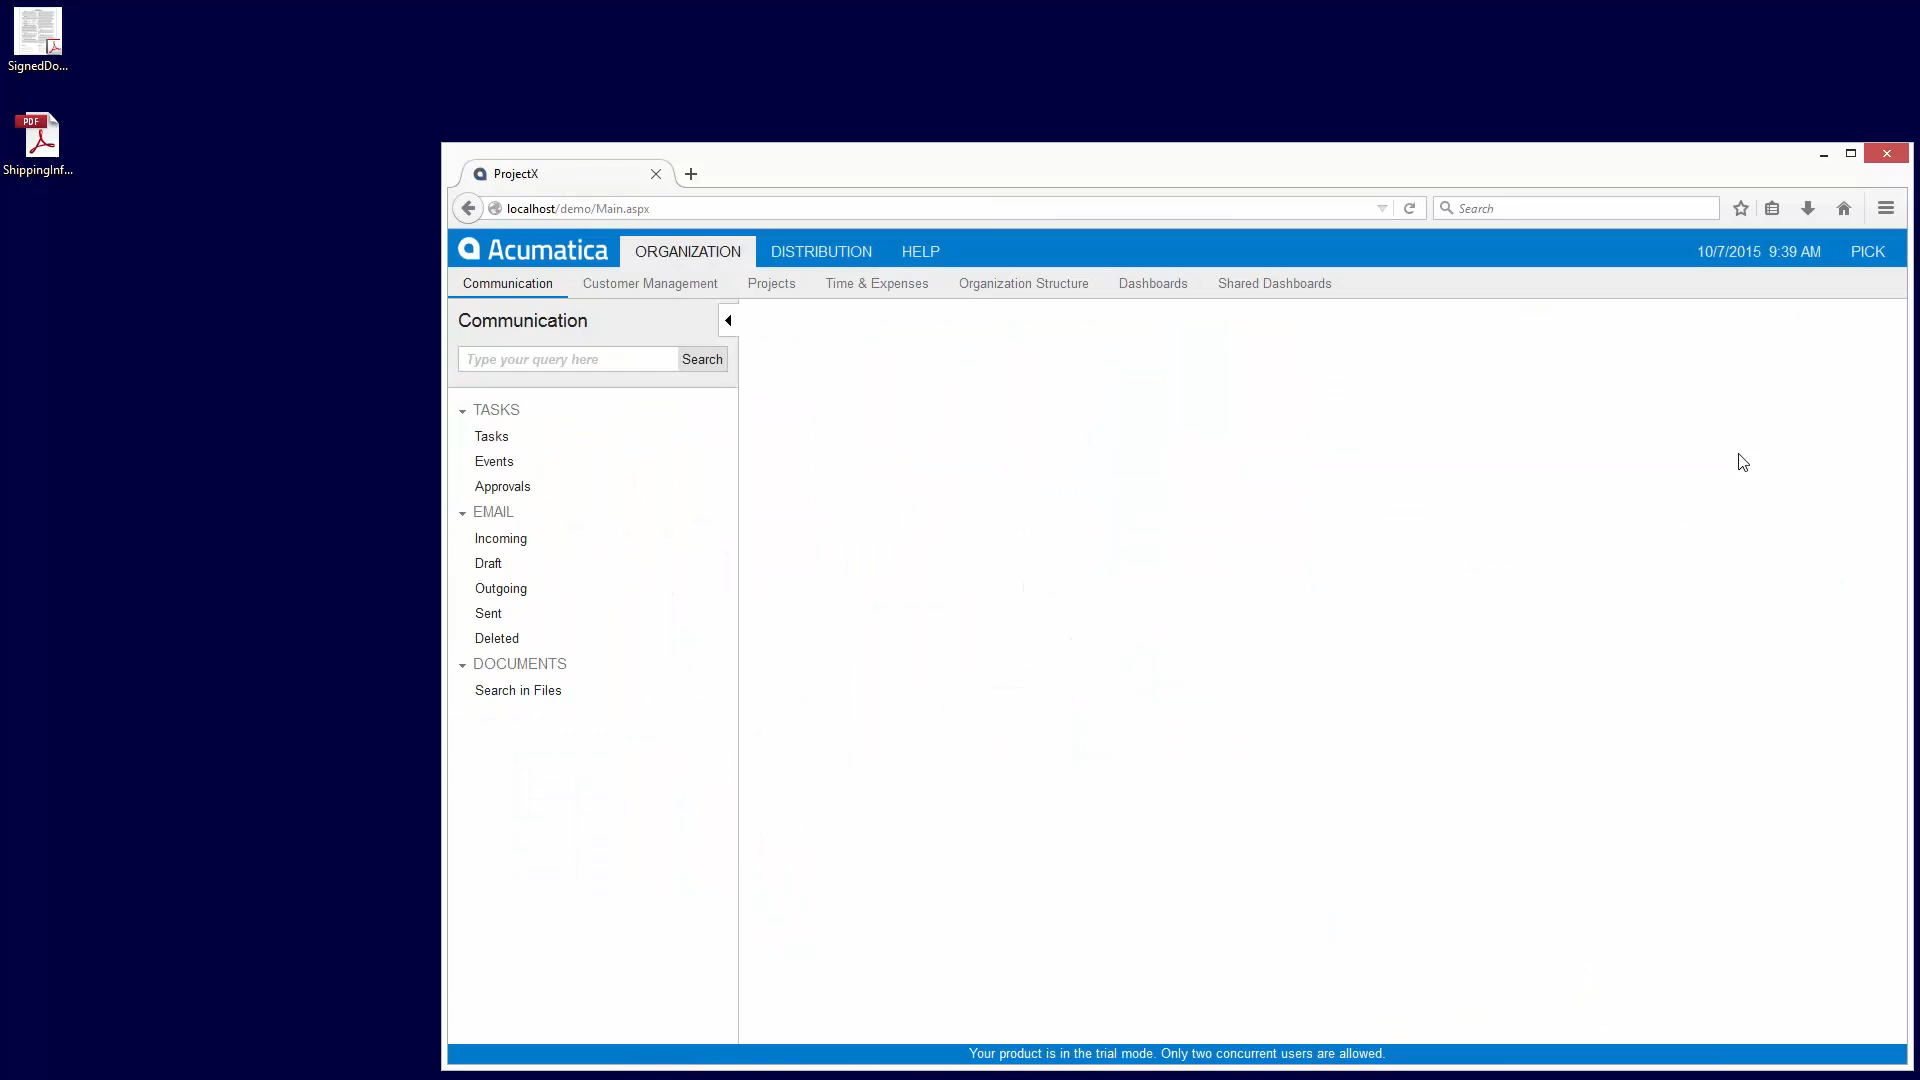 SignedDo...
PDF
ShippingInf...
ProjectX
localhost/demo/Main.aspx
Search
Acumatica
ORGANIZATION
DISTRIBUTION
HELP
10/7/2015 9:39 AM
PICK
Communication
Customer Management
Projects
Time & Expenses
Organization Structure
Dashboards
Shared Dashboards
Communication
Type your query here
Search
TASKS
Tasks
Events
Approvals
EMAIL
Incoming
Draft
Outgoing
Sent
Deleted
DOCUMENTS
Search in Files
Your product is in the trial mode. Only two concurrent users are allowed.